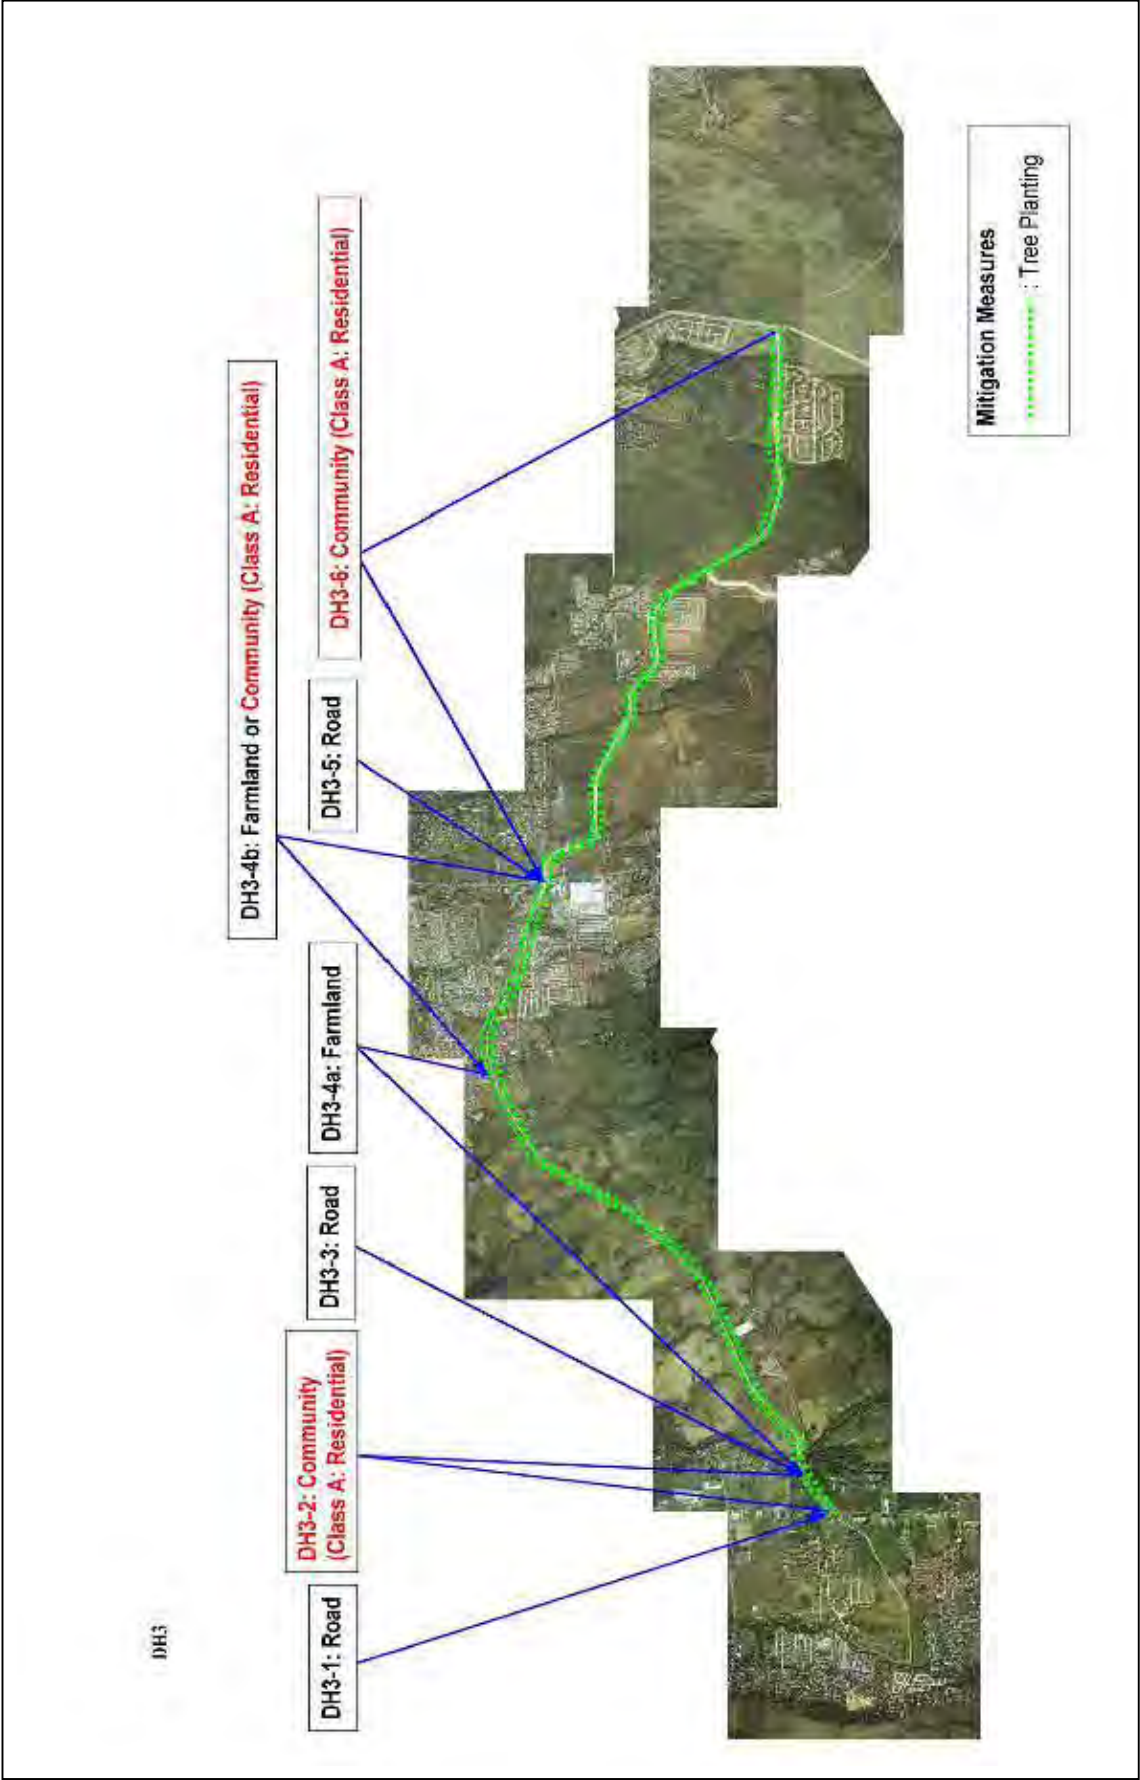 DH3
DH3-4b: Farmland or Community (Class A: Residential)
DH3-1: Road
DH3-2: Community
(Class A: Residential)
DH3-3: Road
DH3-4a: Farmland
DH3-5: Road
DH3-6: Community (Class A: Residential)
Mitigation Measures
: Tree Planting